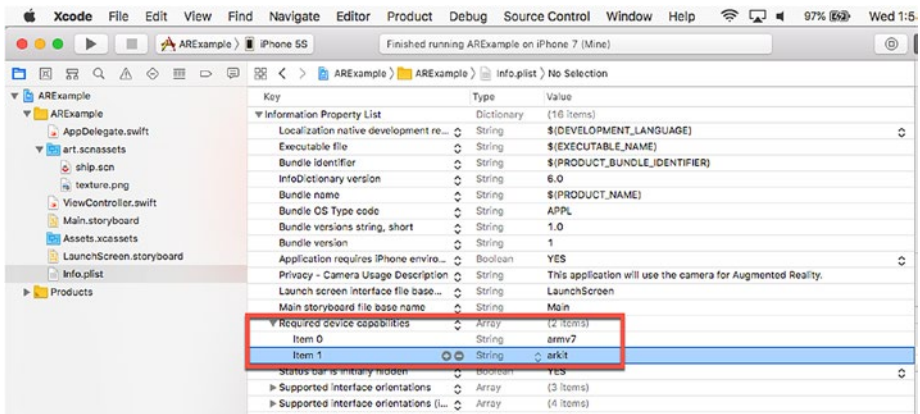 Xcode File Edit View Find Navigate Editor Product Debug Source Control Window Help 97% Wed 1:5
ARExample iPhone 5S Finished running ARExample on iPhone 7 (Mine)
ARExample ARExample Info.plist No Selection
ARExample
ARExample
AppDelegate.swift
art.scnassets
ship.scn
texture.png
ViewController.swift
Main.storyboard
Assets.xcassets
LaunchScreen.storyboard
Info.plist
Products
Key Type Value
Information Property List Dictionary (16 items)
Localization native development re... String $(DEVELOPMENT_LANGUAGE)
Executable file String $(EXECUTABLE_NAME)
Bundle identifier String $(PRODUCT_BUNDLE_IDENTIFIER)
InfoDictionary version String 6.0
Bundle name String $(PRODUCT_NAME)
Bundle OS Type code String APPL
Bundle versions string, short String 1.0
Bundle version String 1
Application requires iPhone enviro... Boolean YES
Privacy - Camera Usage Description String This application will use the camera for Augmented Reality.
Launch screen interface file base... String LaunchScreen
Main storyboard file base name String Main
Required device capabilities Array (2 items)
Item 0 String armv7
Item 1 String arkit
Status bar is initially hidden Boolean YES
Supported interface orientations Array (3 items)
Supported interface orientations (i... Array (4 items)